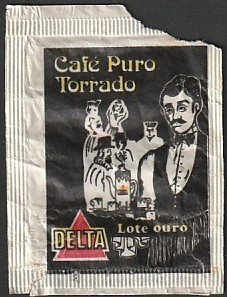 Café Puro
Torrado
DELTA
Lote ouro